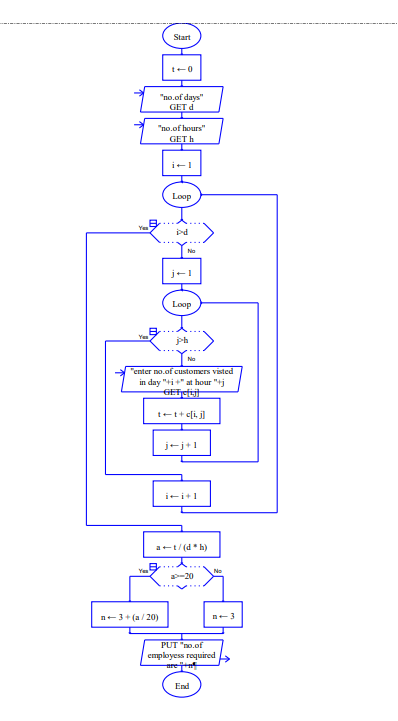 Start
t ← 0
"no.of days"
GET d
"no.of hours"
GET h
i ← 1
Loop
Yes
i>d
No
j ← 1
Loop
Yes
j>h
No
"enter no.of customers visted
in day "+i +" at hour "+j
GET c[i,j]
t ← t + c[i, j]
j ← j + 1
i ← i + 1
a ← t / (d * h)
Yes
a>=20
No
n ← 3 + (a / 20)
n ← 3
PUT "no.of
employess required
are "+n¶
End